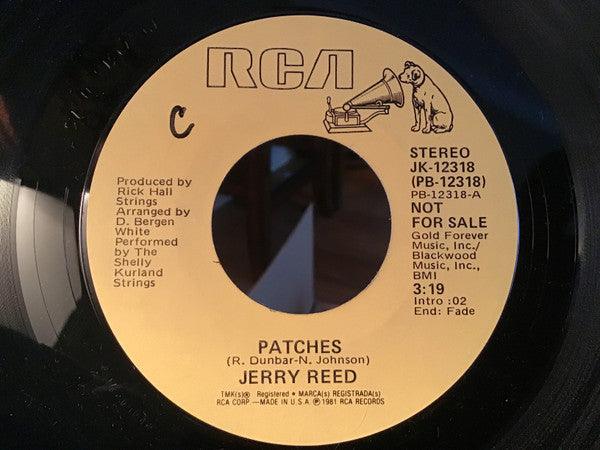 RCA
C
STEREO
JK-12318
(PB-12318)
PB-12318-A
NOT
FOR SALE
Gold Forever
Music, Inc./
Blackwood
Music, Inc.,
BMI
3:19
Intro :02
End: Fade
Produced by
Rick Hall
Strings
Arranged by
D. Bergen
White
Performed
by The
Shelly
Kurland
Strings
PATCHES
(R. Dunbar-N. Johnson)
JERRY REED
TMK(s)® Registered • MARCA(s) REGISTRADA(s)
RCA CORP.—MADE IN U.S.A. ℗ 1981 RCA RECORDS